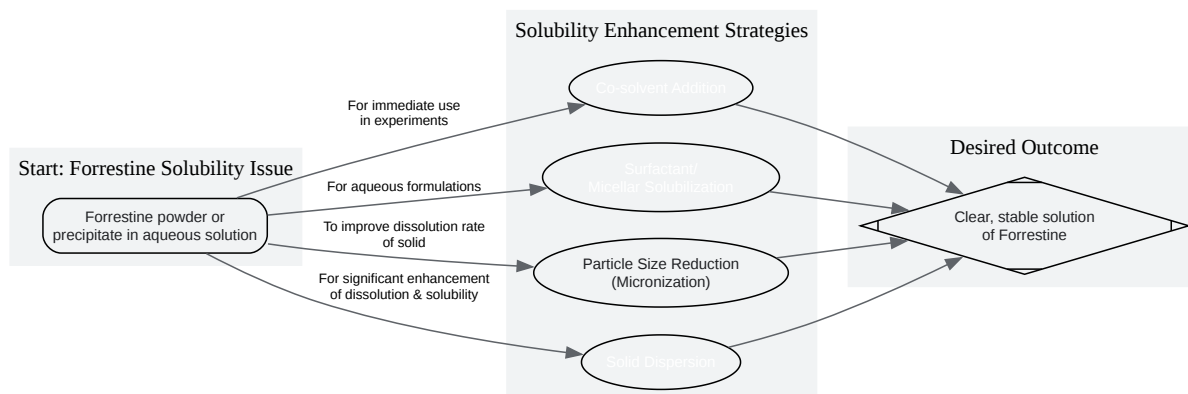 Solubility Enhancement Strategies
Co-solvent Addition
For immediate use
in experiments
Desired Outcome
Start: Forrestine Solubility Issue
Surfactant/
Micellar Solubilization
For aqueous formulations
Forrestine powder or
precipitate in aqueous solution
Clear, stable solution
of Forrestine
To improve dissolution rate
of solid
Particle Size Reduction
(Micronization)
For significant enhancement
of dissolution & solubility
Solid Dispersion